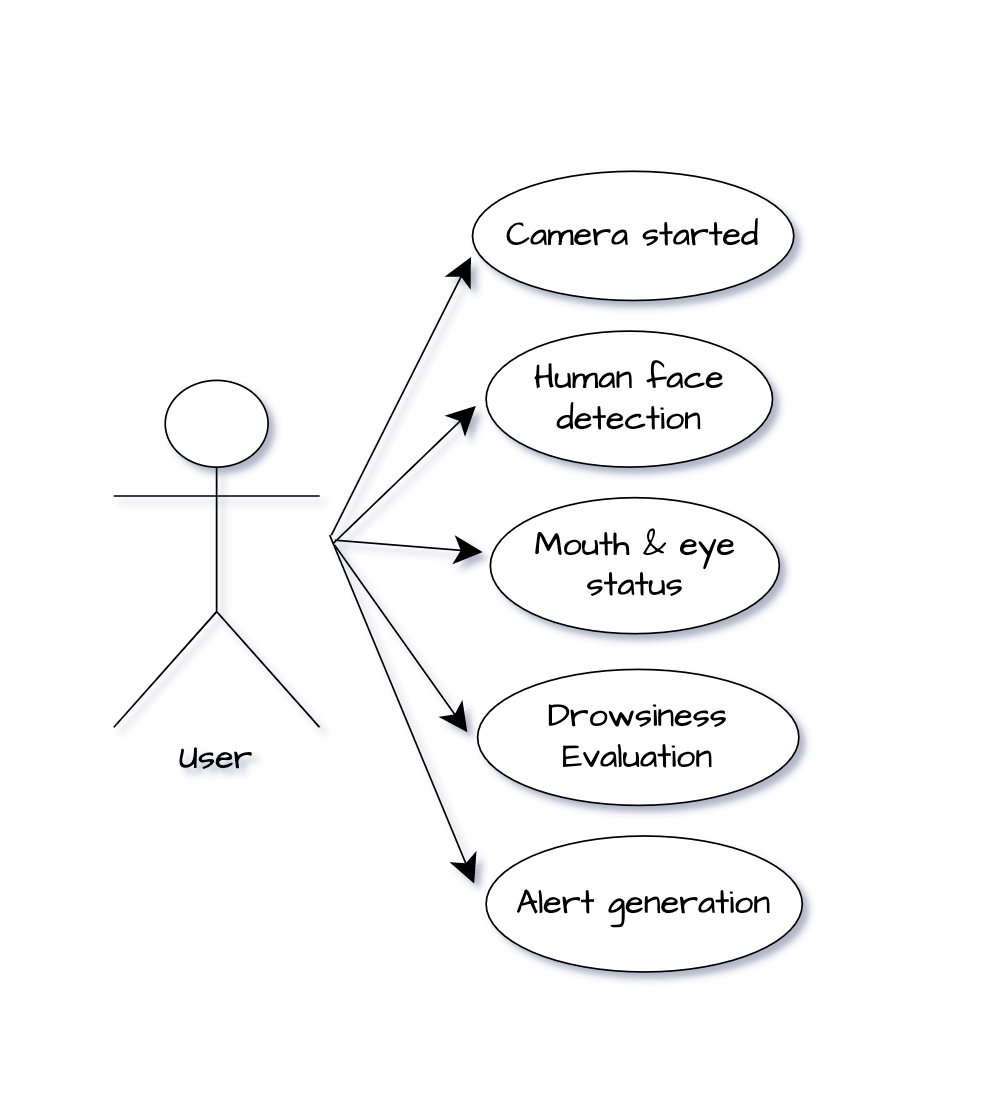 Camera started
Human face
detection
Mouth & eye
status
Drowsiness
Evaluation
User
Alert generation